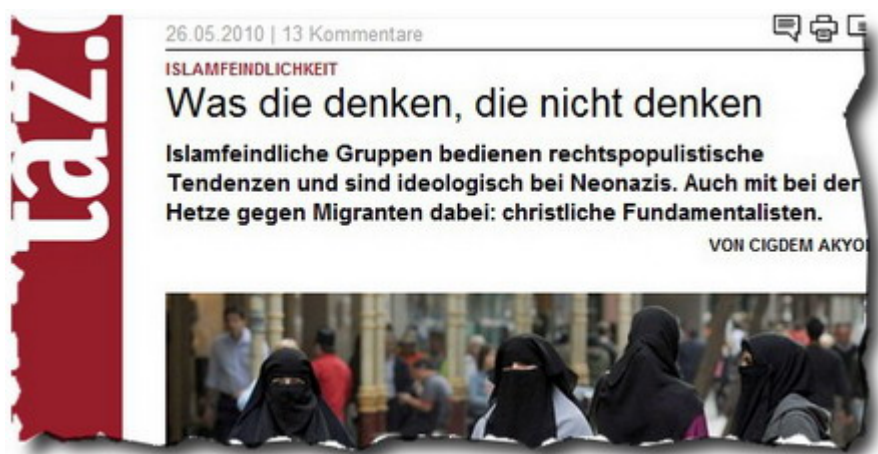 taz.
26.05.2010 | 13 Kommentare
ISLAMFEINDLICHKEIT
Was die denken, die nicht denken
Islamfeindliche Gruppen bedienen rechtspopulistische
Tendenzen und sind ideologisch bei Neonazis. Auch mit bei der
Hetze gegen Migranten dabei: christliche Fundamentalisten.
VON CIGDEM AKYOL